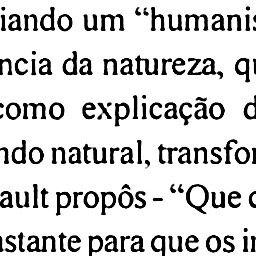 iando um “humanis
ncia da natureza, qu
como explicação d
ndo natural, transfor
ault propôs - “Que c
stante para que os in